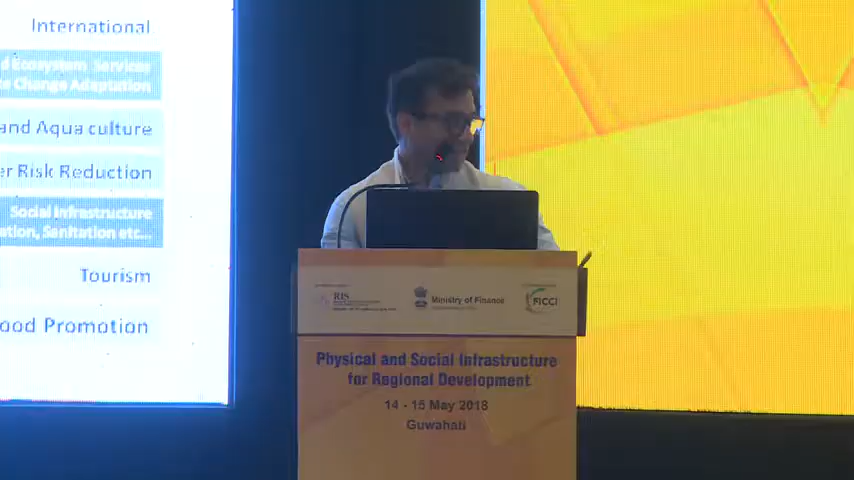 International
d Ecosystem Services
te Change Adaptation
and Aqua culture
er Risk Reduction
Social Infrastructure
ation, Sanitation etc...
Tourism
ood Promotion
RIS
Ministry of Finance
FICCI
Physical and Social Infrastructure
for Regional Development
14 - 15 May 2018
Guwahati